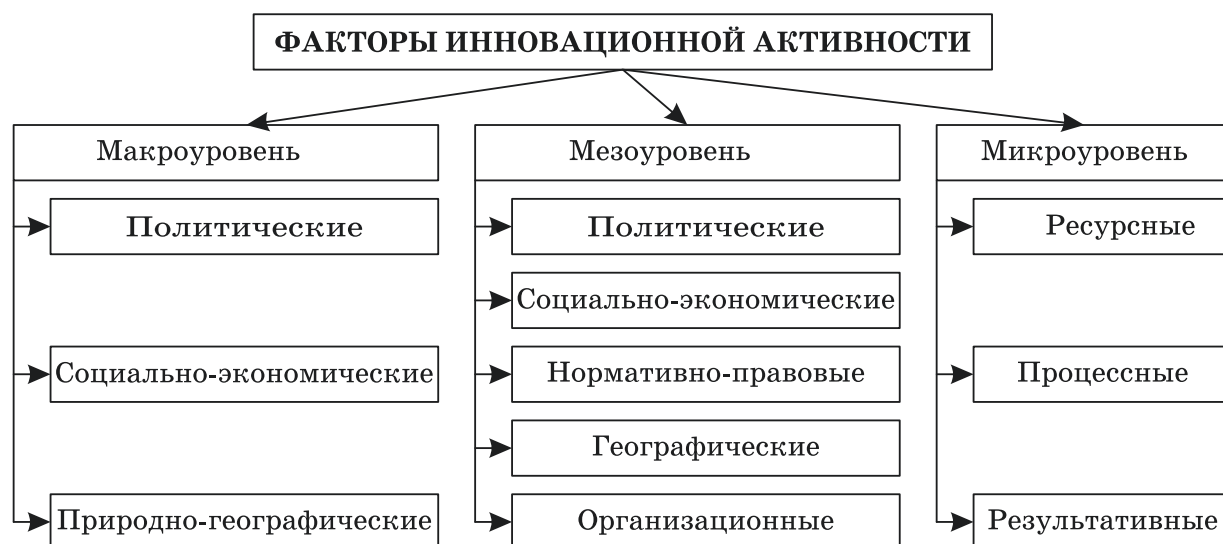 ФАКТОРЫ ИННОВАЦИОННОЙ АКТИВНОСТИ
Макроуровень
Политические
Социально-экономические
Природно-географические
Мезоуровень
Политические
Социально-экономические
Нормативно-правовые
Географические
Организационные
Микроуровень
Ресурсные
Процессные
Результативные